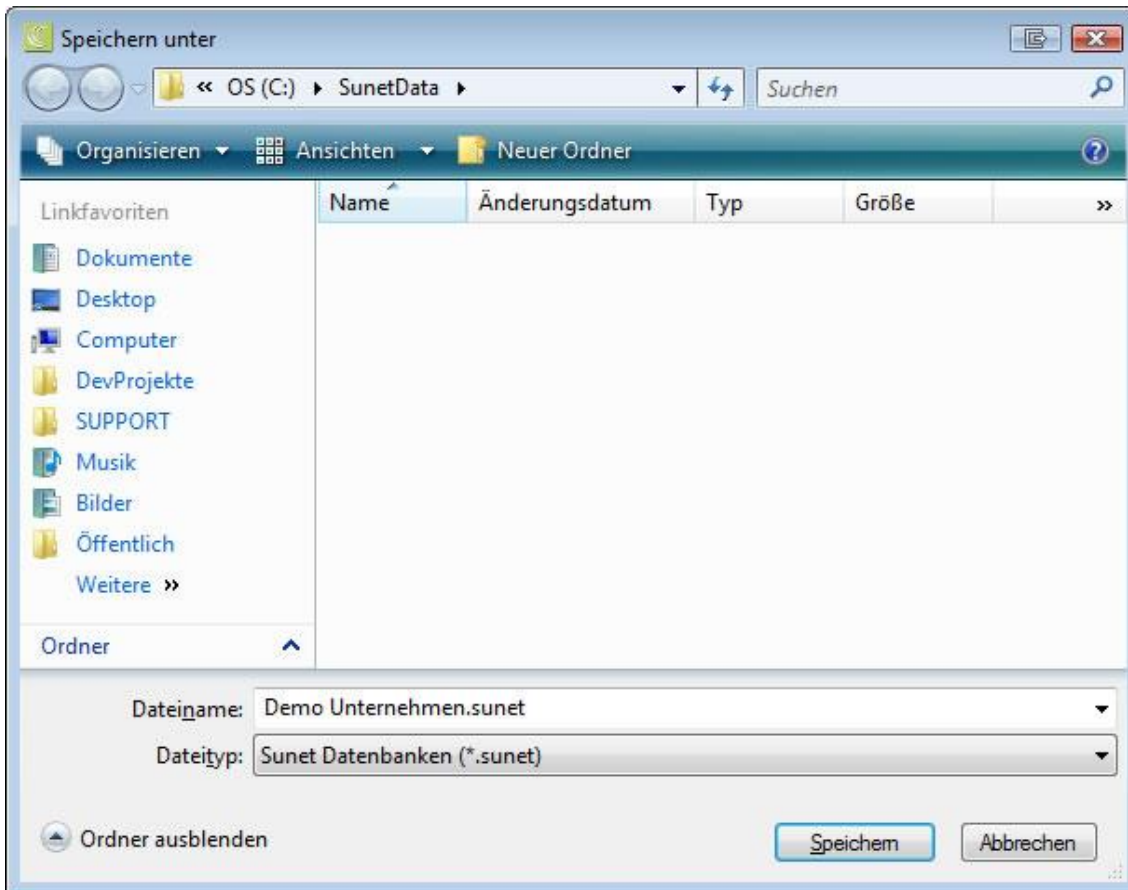 Speichern unter
« OS (C:) SunetData Suchen
Organisieren Ansichten Neuer Ordner ?
Linkfavoriten Name Änderungsdatum Typ Größe »
Dokumente
Desktop
Computer
DevProjekte
SUPPORT
Musik
Bilder
Öffentlich
Weitere »
Ordner
Dateiname: Demo Unternehmen.sunet
Dateityp: Sunet Datenbanken (*.sunet)
Ordner ausblenden Speichern Abbrechen